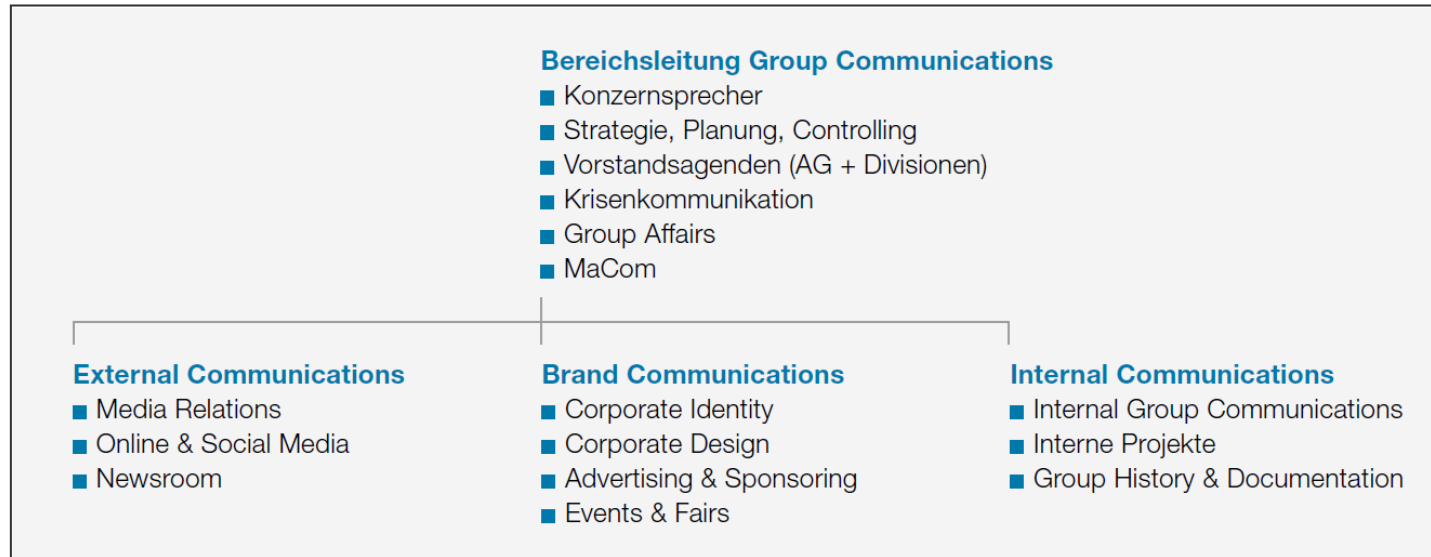 Bereichsleitung Group Communications
Konzernsprecher
Strategie, Planung, Controlling
Vorstandsagenden (AG + Divisionen)
Krisenkommunikation
Group Affairs
MaCom
External Communications
Media Relations
Online & Social Media
Newsroom
Brand Communications
Corporate Identity
Corporate Design
Advertising & Sponsoring
Events & Fairs
Internal Communications
Internal Group Communications
Interne Projekte
Group History & Documentation